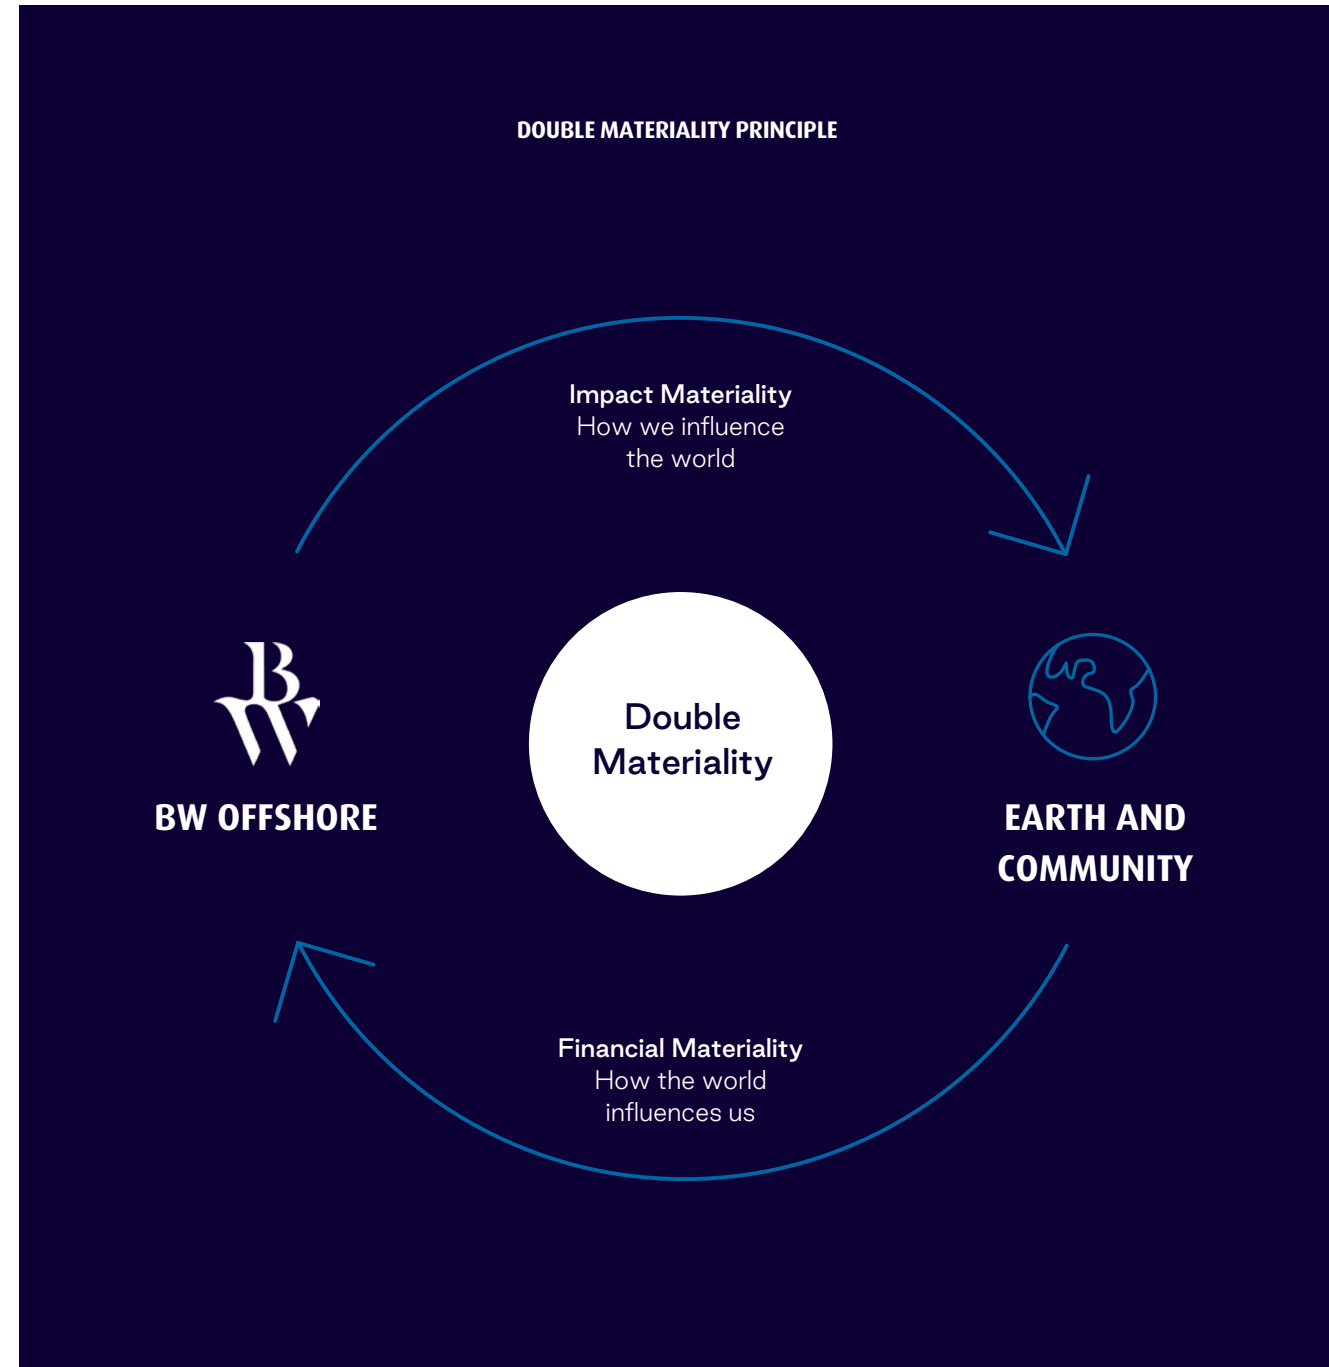 DOUBLE MATERIALITY PRINCIPLE
Impact Materiality
How we influence
the world
BW
BW OFFSHORE
Double
Materiality
EARTH AND
COMMUNITY
Financial Materiality
How the world
influences us